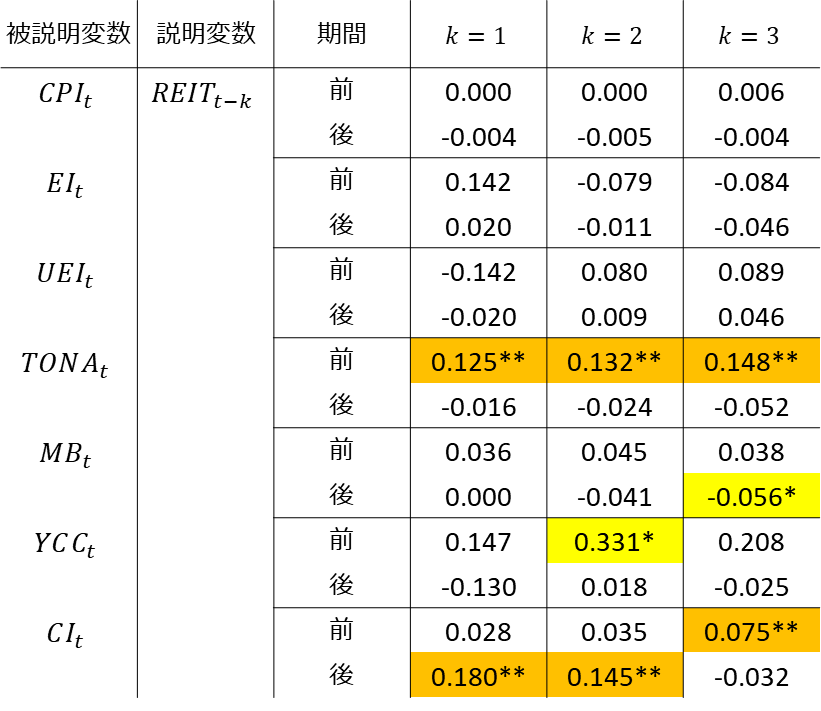 被説明変数 説明変数 期間 k = 1 k = 2 k = 3
CPI_t REIT_{t−k} 前 0.000 0.000 0.006
後 -0.004 -0.005 -0.004
EI_t 前 0.142 -0.079 -0.084
後 0.020 -0.011 -0.046
UEI_t 前 -0.142 0.080 0.089
後 -0.020 0.009 0.046
TONA_t 前 0.125** 0.132** 0.148**
後 -0.016 -0.024 -0.052
MB_t 前 0.036 0.045 0.038
後 0.000 -0.041 -0.056*
YCC_t 前 0.147 0.331* 0.208
後 -0.130 0.018 -0.025
CI_t 前 0.028 0.035 0.075**
後 0.180** 0.145** -0.032